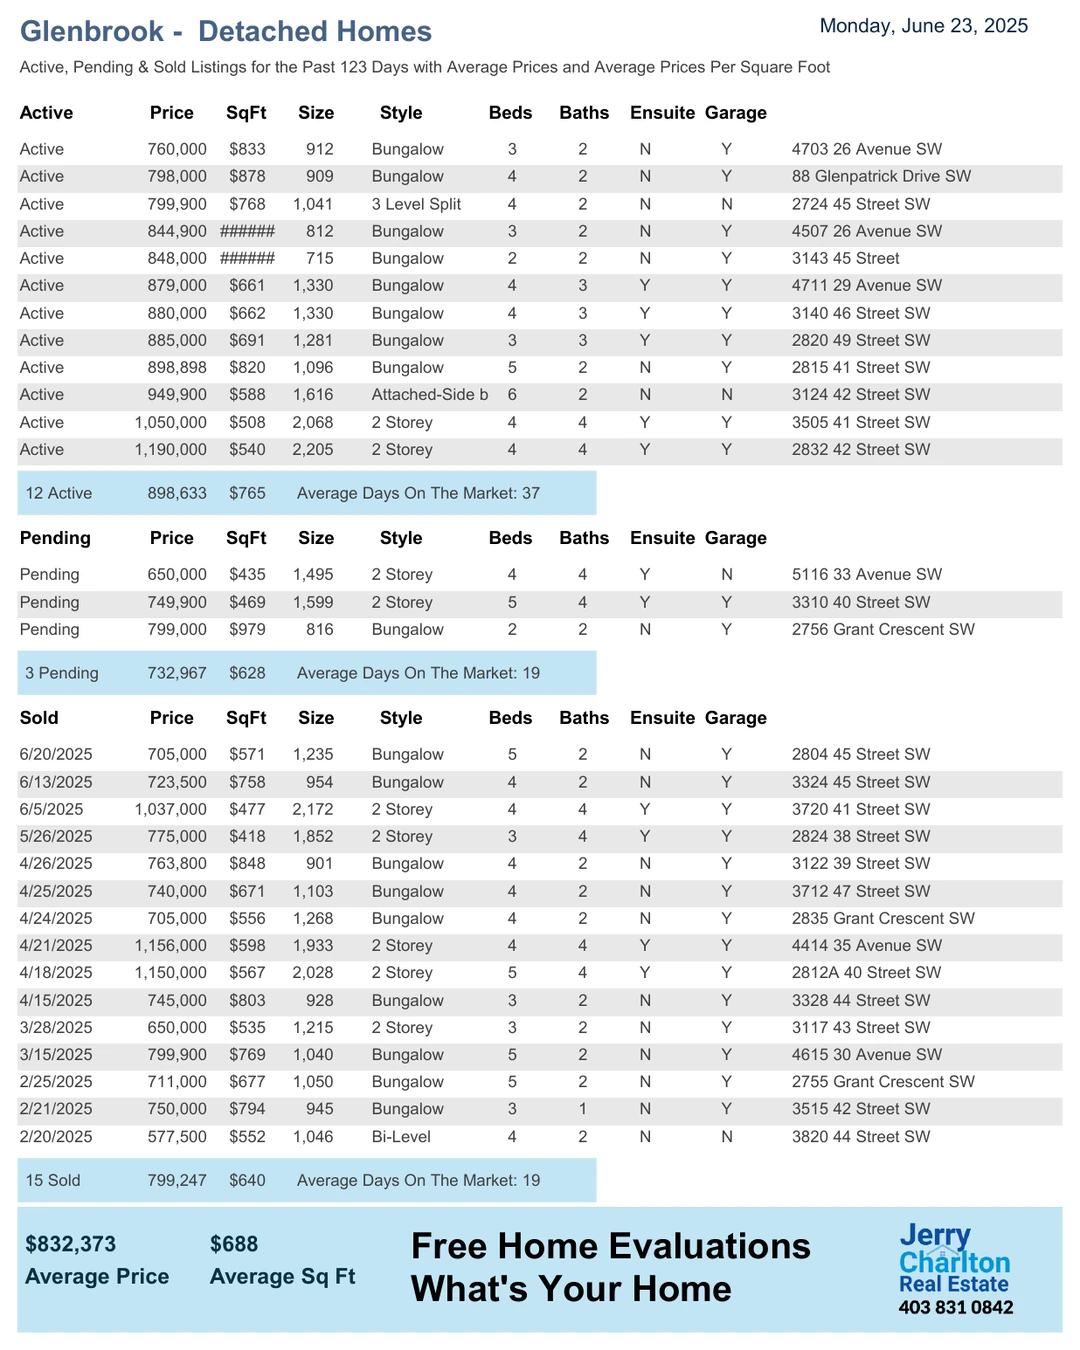 Glenbrook - Detached Homes
Monday, June 23, 2025
Active, Pending & Sold Listings for the Past 123 Days with Average Prices and Average Prices Per Square Foot
Active Price SqFt Size Style Beds Baths Ensuite Garage
Active 760,000 $833 912 Bungalow 3 2 N Y 4703 26 Avenue SW
Active 798,000 $878 909 Bungalow 4 2 N Y 88 Glenpatrick Drive SW
Active 799,900 $768 1,041 3 Level Split 4 2 N N 2724 45 Street SW
Active 844,900 ###### 812 Bungalow 3 2 N Y 4507 26 Avenue SW
Active 848,000 ###### 715 Bungalow 2 2 N Y 3143 45 Street
Active 879,000 $661 1,330 Bungalow 4 3 Y Y 4711 29 Avenue SW
Active 880,000 $662 1,330 Bungalow 4 3 Y Y 3140 46 Street SW
Active 885,000 $691 1,281 Bungalow 3 3 Y Y 2820 49 Street SW
Active 898,898 $820 1,096 Bungalow 5 2 N Y 2815 41 Street SW
Active 949,900 $588 1,616 Attached-Side b 6 2 N N 3124 42 Street SW
Active 1,050,000 $508 2,068 2 Storey 4 4 Y Y 3505 41 Street SW
Active 1,190,000 $540 2,205 2 Storey 4 4 Y Y 2832 42 Street SW
12 Active 898,633 $765 Average Days On The Market: 37
Pending Price SqFt Size Style Beds Baths Ensuite Garage
Pending 650,000 $435 1,495 2 Storey 4 4 Y N 5116 33 Avenue SW
Pending 749,900 $469 1,599 2 Storey 5 4 Y Y 3310 40 Street SW
Pending 799,000 $979 816 Bungalow 2 2 N Y 2756 Grant Crescent SW
3 Pending 732,967 $628 Average Days On The Market: 19
Sold Price SqFt Size Style Beds Baths Ensuite Garage
6/20/2025 705,000 $571 1,235 Bungalow 5 2 N Y 2804 45 Street SW
6/13/2025 723,500 $758 954 Bungalow 4 2 N Y 3324 45 Street SW
6/5/2025 1,037,000 $477 2,172 2 Storey 4 4 Y Y 3720 41 Street SW
5/26/2025 775,000 $418 1,852 2 Storey 3 4 Y Y 2824 38 Street SW
4/26/2025 763,800 $848 901 Bungalow 4 2 N Y 3122 39 Street SW
4/25/2025 740,000 $671 1,103 Bungalow 4 2 N Y 3712 47 Street SW
4/24/2025 705,000 $556 1,268 Bungalow 4 2 N Y 2835 Grant Crescent SW
4/21/2025 1,156,000 $598 1,933 2 Storey 4 4 Y Y 4414 35 Avenue SW
4/18/2025 1,150,000 $567 2,028 2 Storey 5 4 Y Y 2812A 40 Street SW
4/15/2025 745,000 $803 928 Bungalow 3 2 N Y 3328 44 Street SW
3/28/2025 650,000 $535 1,215 2 Storey 3 2 N Y 3117 43 Street SW
3/15/2025 799,900 $769 1,040 Bungalow 5 2 N Y 4615 30 Avenue SW
2/25/2025 711,000 $677 1,050 Bungalow 5 2 N Y 2755 Grant Crescent SW
2/21/2025 750,000 $794 945 Bungalow 3 1 N Y 3515 42 Street SW
2/20/2025 577,500 $552 1,046 Bi-Level 4 2 N N 3820 44 Street SW
15 Sold 799,247 $640 Average Days On The Market: 19
$832,373 $688
Average Price Average Sq Ft
Free Home Evaluations
What's Your Home
Jerry
Charlton
Real Estate
403 831 0842